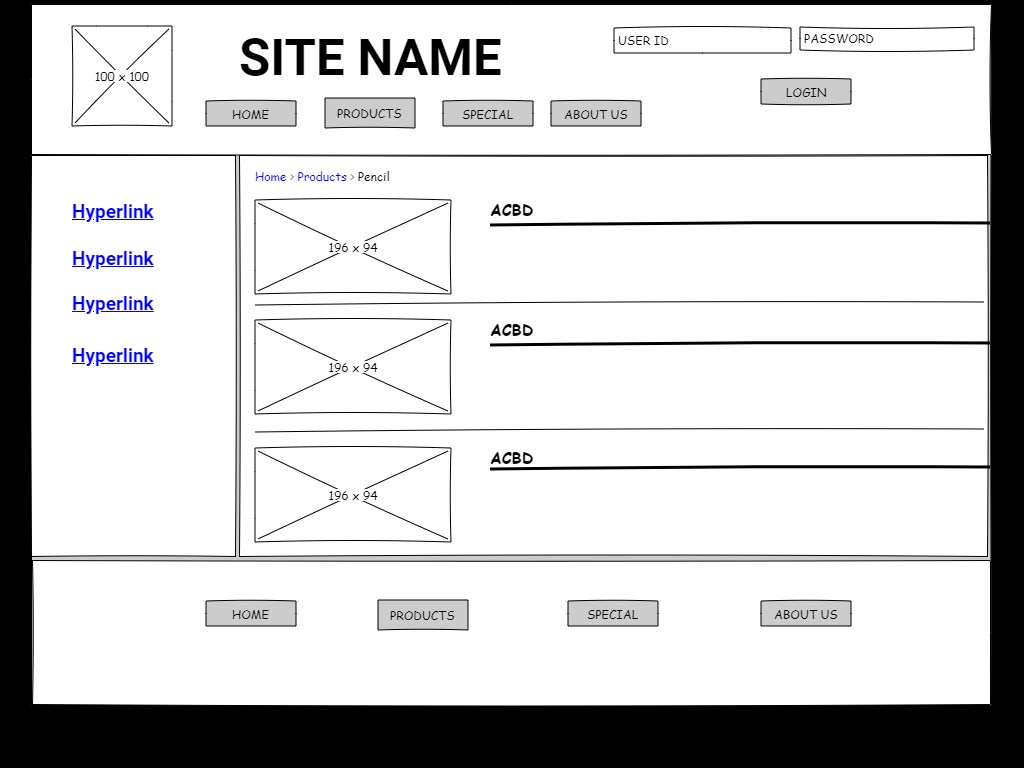 SITE NAME
USER ID
PASSWORD
100 x 100
LOGIN
HOME
PRODUCTS
SPECIAL
ABOUT US
Home > Products > Pencil
Hyperlink
Hyperlink
Hyperlink
Hyperlink
196 x 94
ACBD
196 x 94
ACBD
196 x 94
ACBD
HOME
PRODUCTS
SPECIAL
ABOUT US